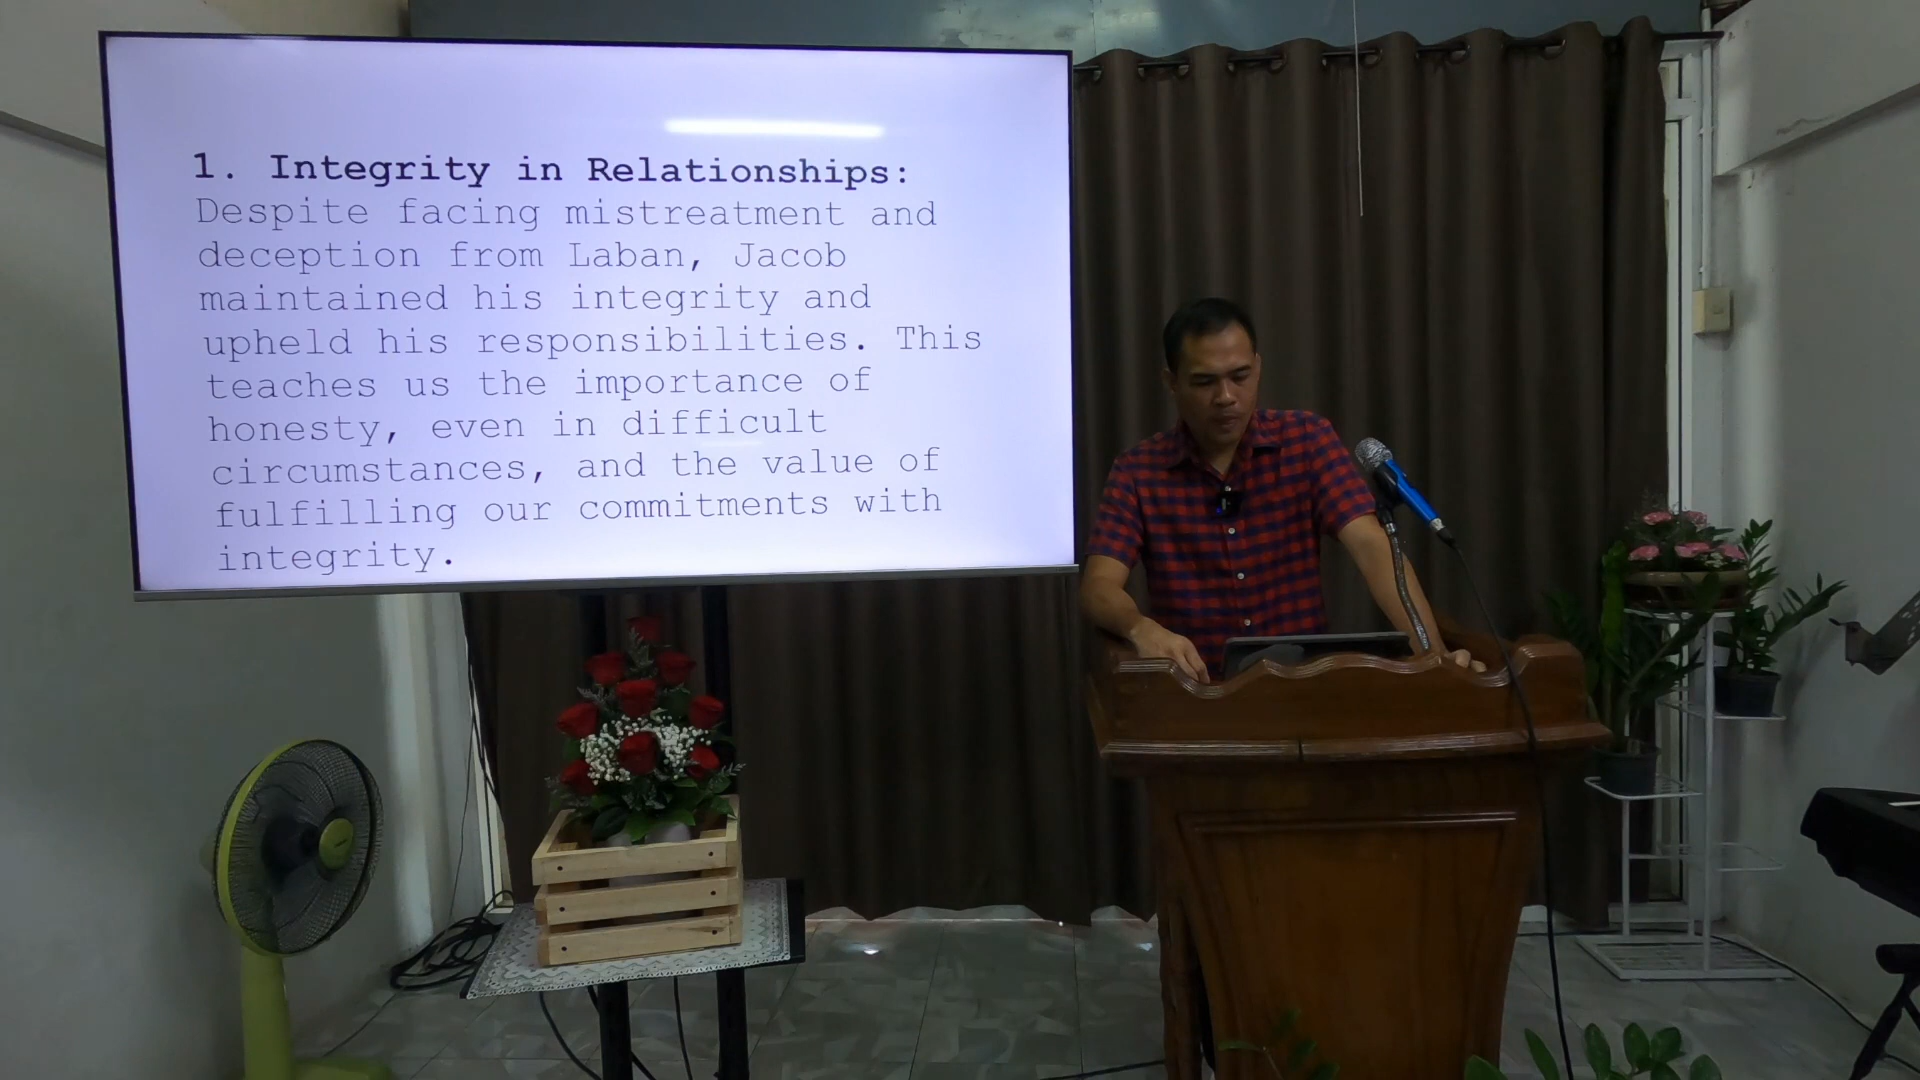 1. Integrity in Relationships:
Despite facing mistreatment and
deception from Laban, Jacob
maintained his integrity and
upheld his responsibilities. This
teaches us the importance of
honesty, even in difficult
circumstances, and the value of
fulfilling our commitments with
integrity.